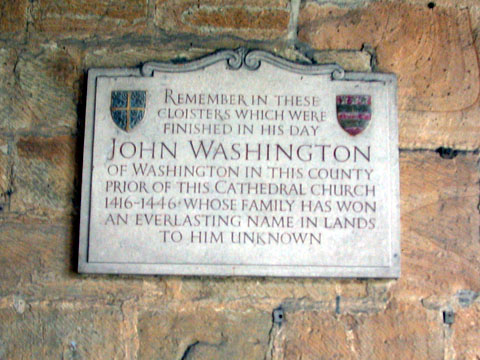 REMEMBER IN THESE
CLOISTERS WHICH WERE
FINISHED IN HIS DAY
JOHN WASHINGTON
OF WASHINGTON IN THIS COUNTY
PRIOR OF THIS CATHEDRAL CHURCH
1416-1446· WHOSE FAMILY HAS WON
AN EVERLASTING NAME IN LANDS
TO HIM UNKNOWN